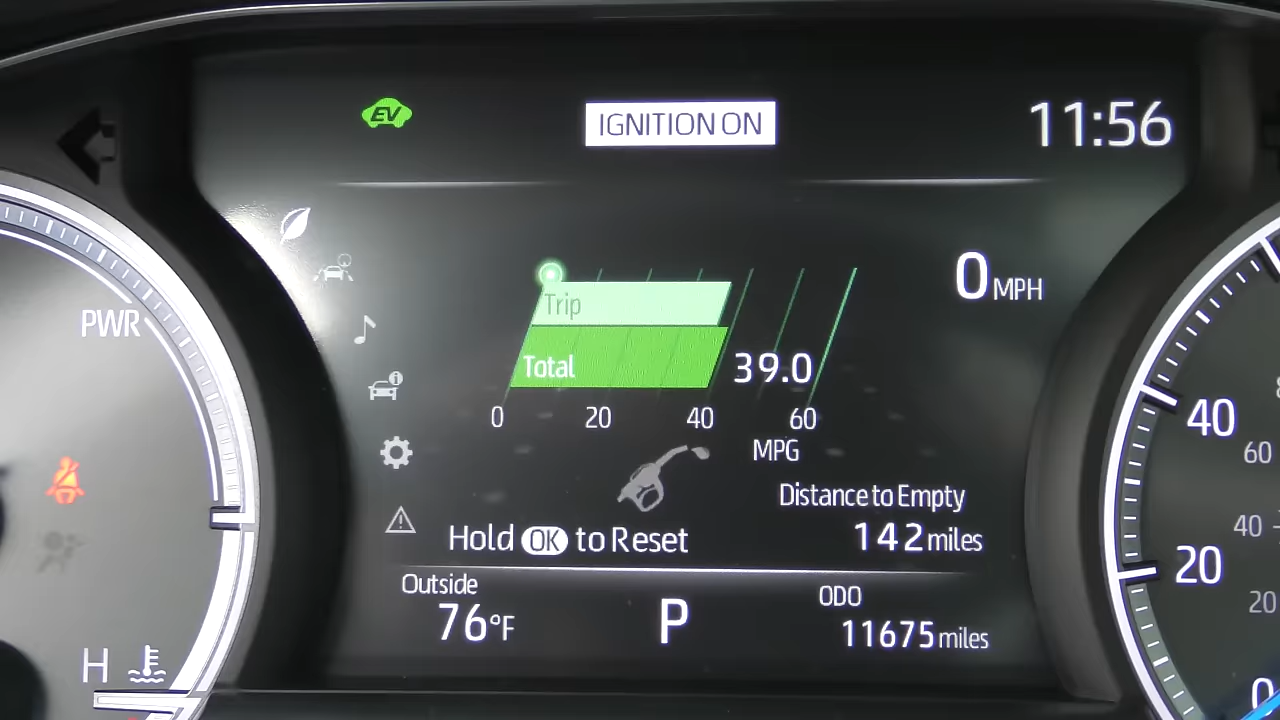 EV
IGNITION ON
11:56
0 MPH
PWR
Trip
Total 39.0
0 20 40 60
MPG
Distance to Empty
142 miles
Hold OK to Reset
Outside
76°F
P
ODO
11675 miles
H
40
60
40
20
20
0